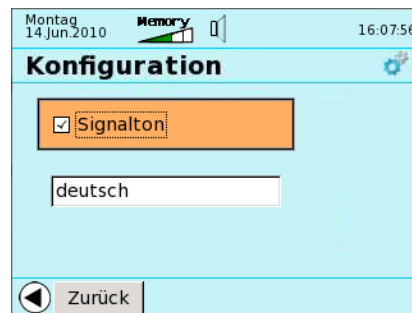 Montag
14.Jun.2010
Memory
16:07:56
Konfiguration
Signalton
deutsch
Zurück